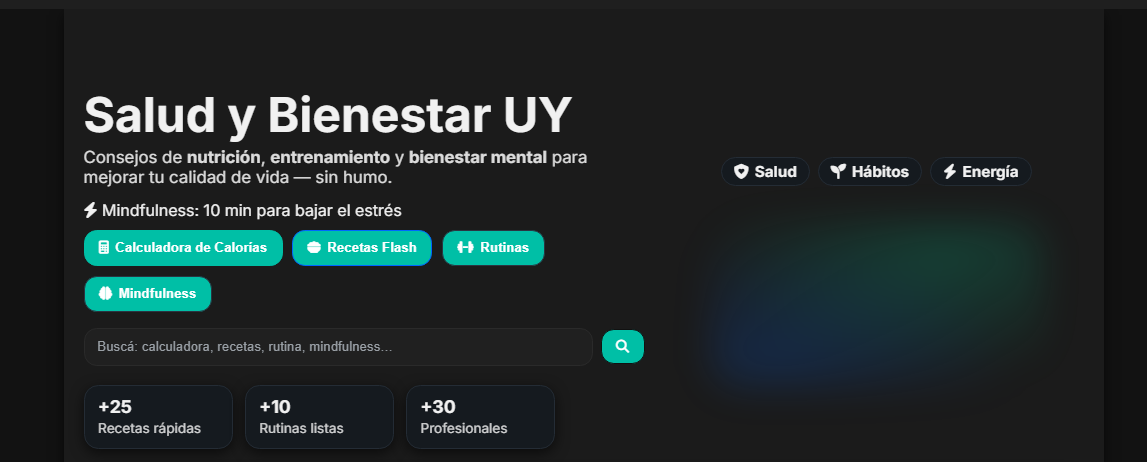 Salud y Bienestar UY
Consejos de nutrición, entrenamiento y bienestar mental para
mejorar tu calidad de vida — sin humo.
Mindfulness: 10 min para bajar el estrés
Calculadora de Calorías
Recetas Flash
Rutinas
Mindfulness
Buscá: calculadora, recetas, rutina, mindfulness...
+25
Recetas rápidas
+10
Rutinas listas
+30
Profesionales
Salud
Hábitos
Energía